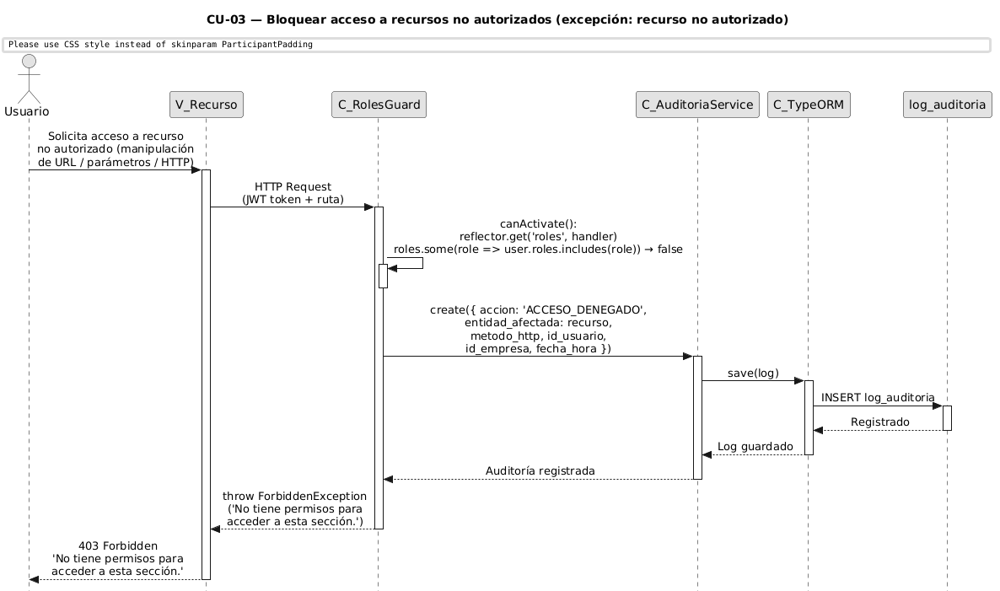 CU-03 — Bloquear acceso a recursos no autorizados (excepción: recurso no autorizado)
Please use CSS style instead of skinparam ParticipantPadding
Usuario
V_Recurso
C_RolesGuard
C_AuditoriaService
C_TypeORM
log_auditoria
Solicita acceso a recurso
no autorizado (manipulación
de URL / parámetros / HTTP)
HTTP Request
(JWT token + ruta)
canActivate():
reflector.get('roles', handler)
roles.some(role => user.roles.includes(role)) → false
create({ accion: 'ACCESO_DENEGADO',
entidad_afectada: recurso,
metodo_http, id_usuario,
id_empresa, fecha_hora })
save(log)
INSERT log_auditoria
Registrado
Log guardado
Auditoría registrada
throw ForbiddenException
('No tiene permisos para
acceder a esta sección.')
403 Forbidden
'No tiene permisos para
acceder a esta sección.'